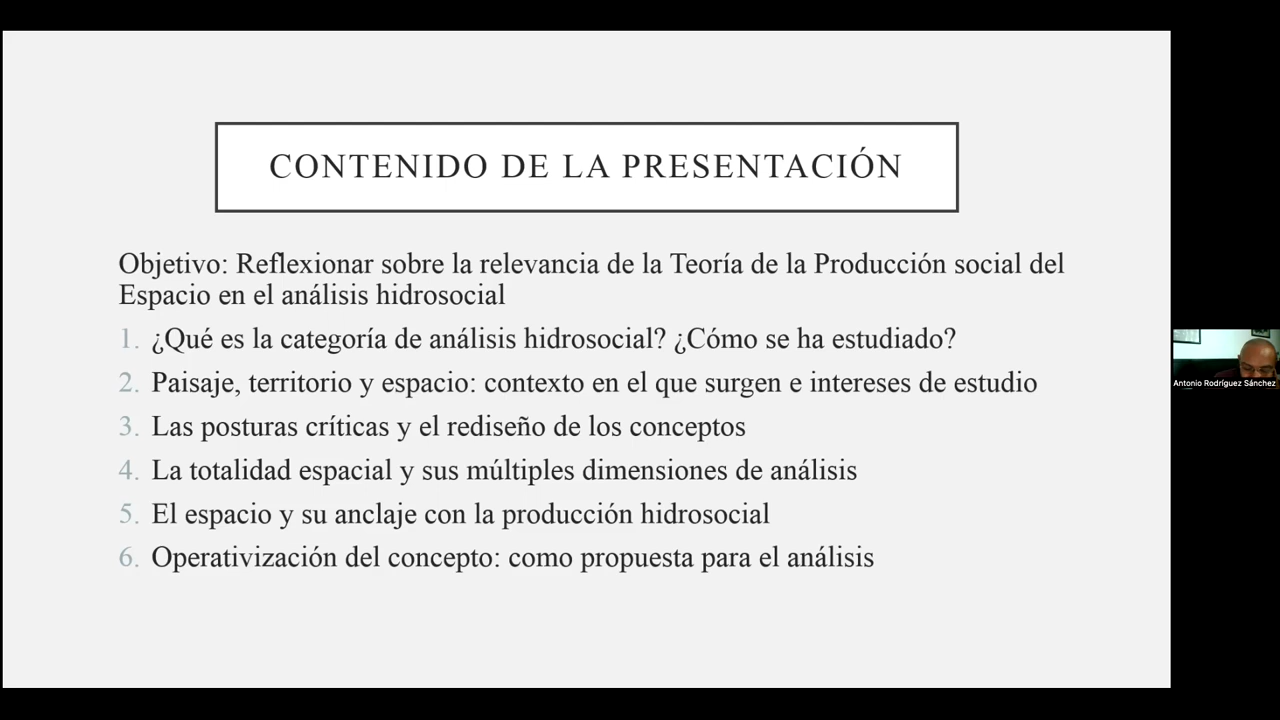 CONTENIDO DE LA PRESENTACIÓN
Objetivo: Reflexionar sobre la relevancia de la Teoría de la Producción social del
Espacio en el análisis hidrosocial
1. ¿Qué es la categoría de análisis hidrosocial? ¿Cómo se ha estudiado?
2. Paisaje, territorio y espacio: contexto en el que surgen e intereses de estudio
3. Las posturas críticas y el rediseño de los conceptos
4. La totalidad espacial y sus múltiples dimensiones de análisis
5. El espacio y su anclaje con la producción hidrosocial
6. Operativización del concepto: como propuesta para el análisis
Antonio Rodríguez Sánchez